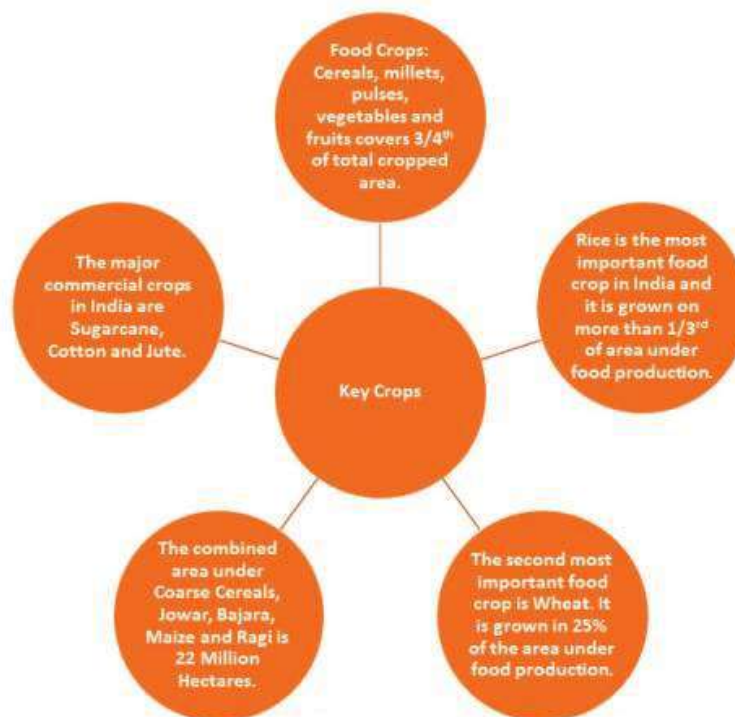 Food Crops:
Cereals, millets,
pulses,
vegetables and
fruits covers 3/4th
of total cropped
area.
Rice is the most
important food
crop in India and
it is grown on
more than 1/3rd
of area under
food production.
The second most
important food
crop is Wheat. It
is grown in 25%
of the area under
food production.
The combined
area under
Coarse Cereals,
Jowar, Bajara,
Maize and Ragi is
22 Million
Hectares.
The major
commercial crops
in India are
Sugarcane,
Cotton and Jute.
Key Crops